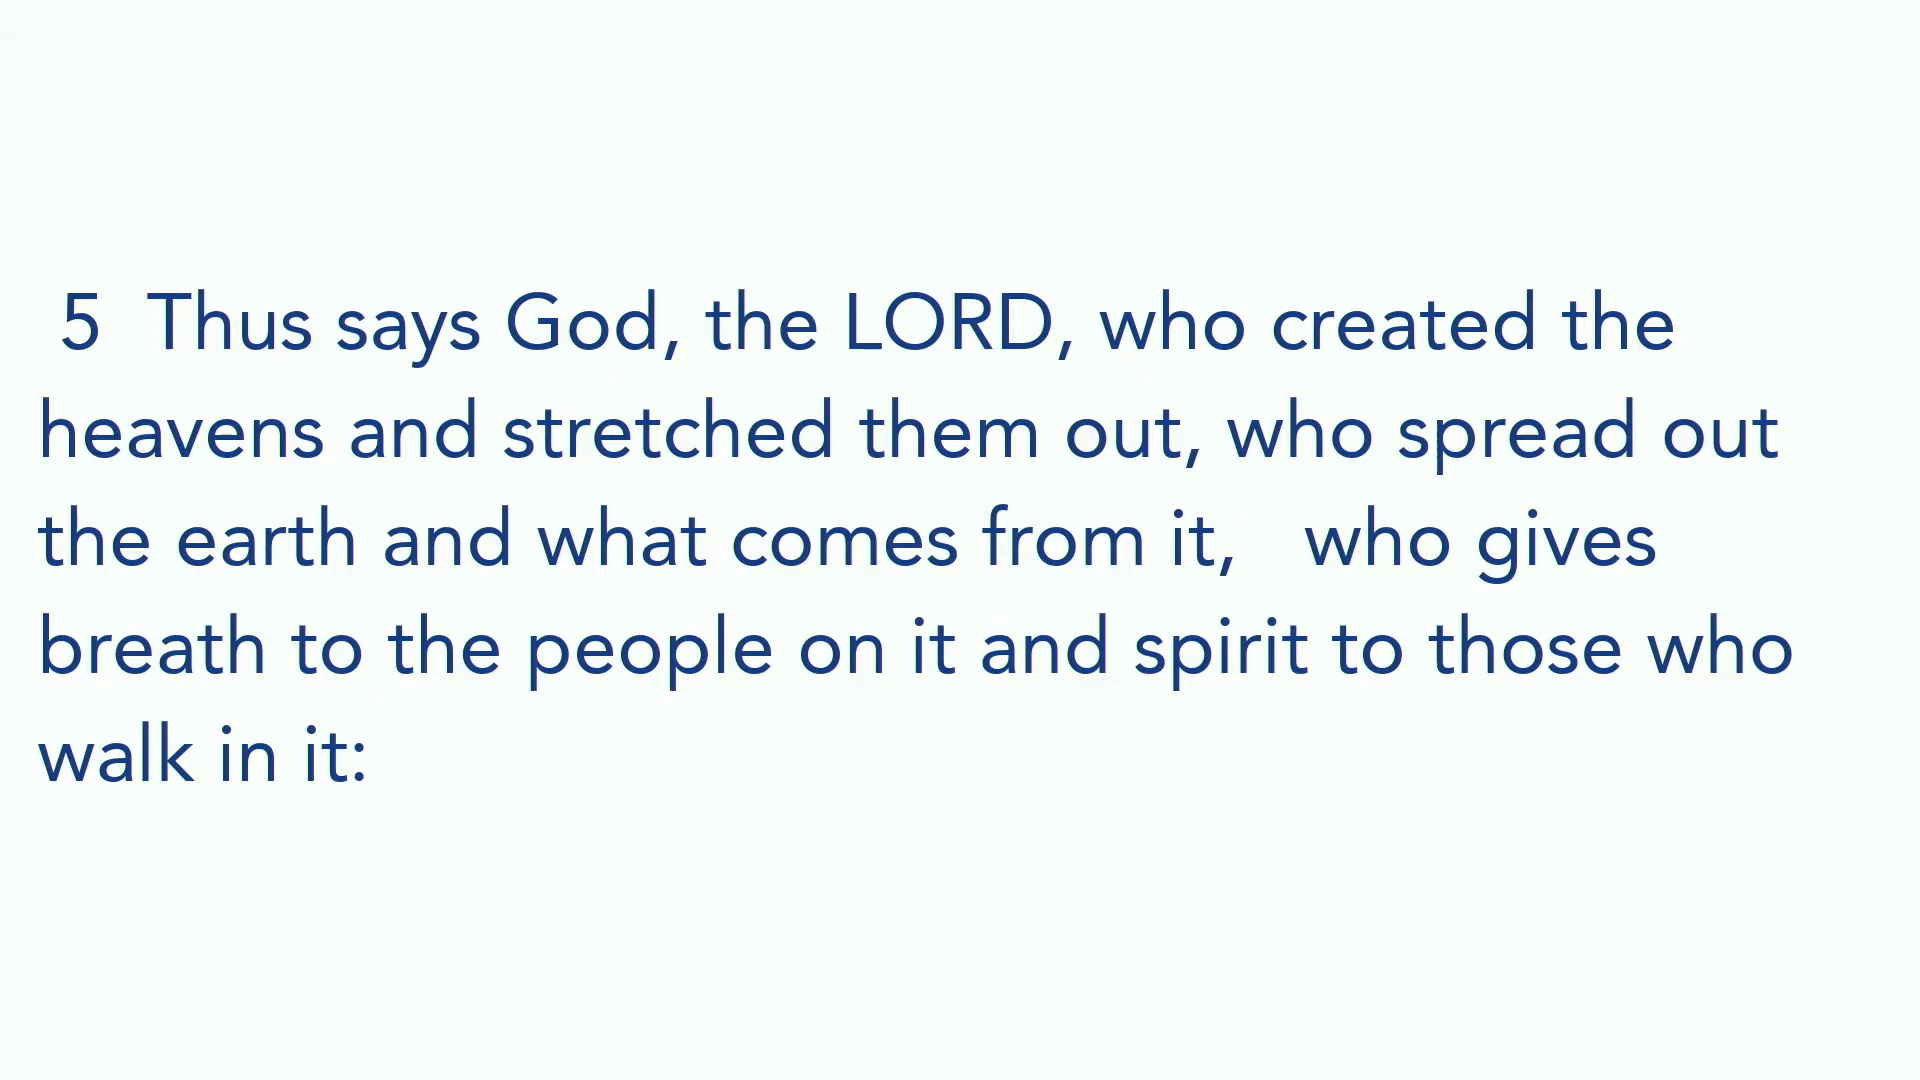 5 Thus says God, the LORD, who created the
heavens and stretched them out, who spread out
the earth and what comes from it, who gives
breath to the people on it and spirit to those who
walk in it: